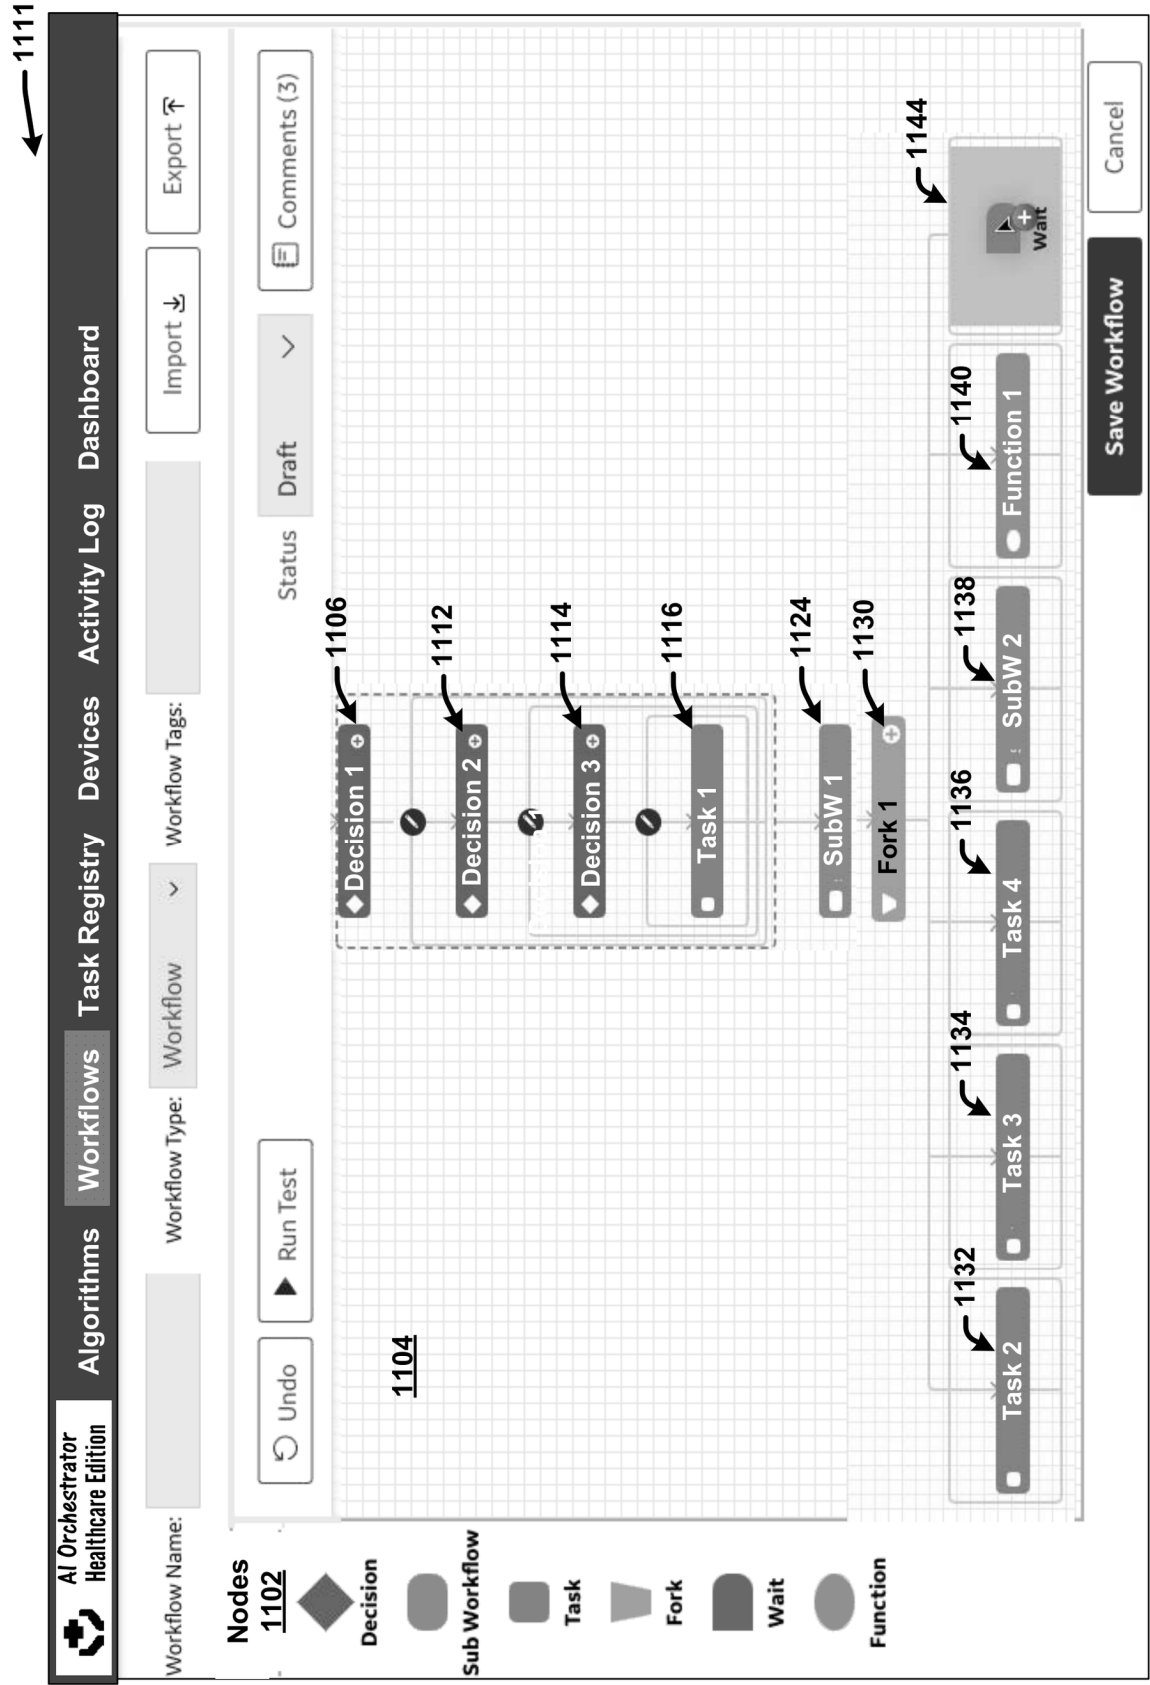 1111
AI Orchestrator
Healthcare Edition
Algorithms Workflows Task Registry Devices Activity Log Dashboard
Workflow Name: Workflow Type: Workflow Workflow Tags: Import Export
Nodes
1102
Undo Run Test Status Draft Comments (3)
Decision
Sub Workflow
Task
Fork
Wait
Function
1104
Decision 1 1106
Decision 2 1112
Decision 3 1114
Task 1 1116
SubW 1 1124
Fork 1 1130
1132 1134 1136 1138 1140 1144
Task 2 Task 3 Task 4 SubW 2 Function 1 Wait
Save Workflow Cancel